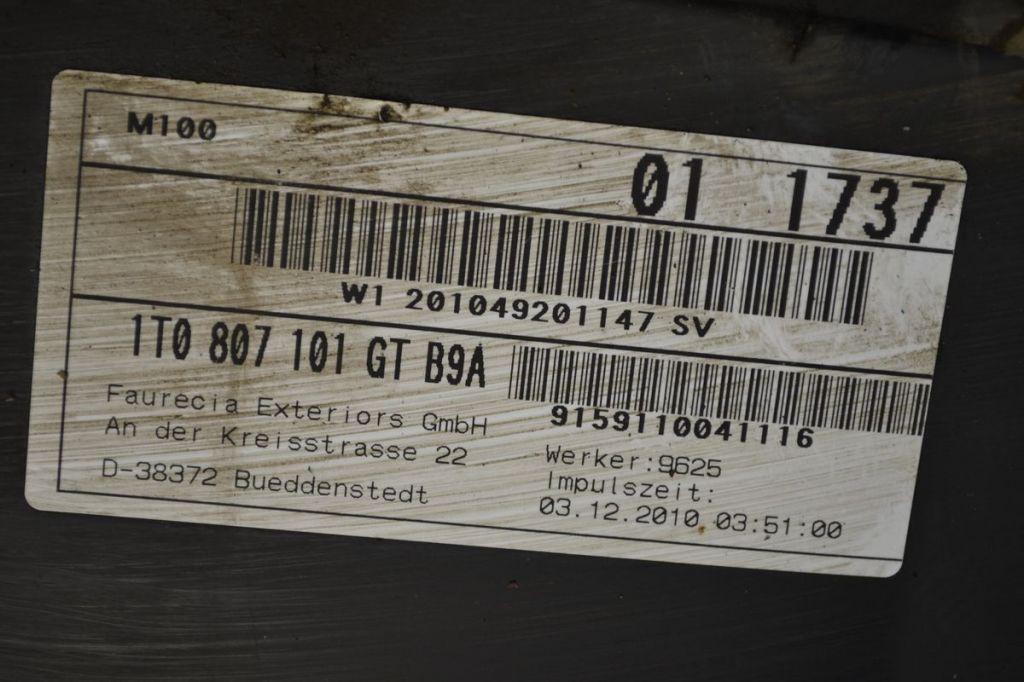 M100
01 1737
W1 201049201147 SV
1T0 807 101 GT B9A
9159110041116
Faurecia Exteriors GmbH
An der Kreisstrasse 22
D-38372 Bueddenstedt
Werker:9625
Impulszeit:
03.12.2010 03:51:00